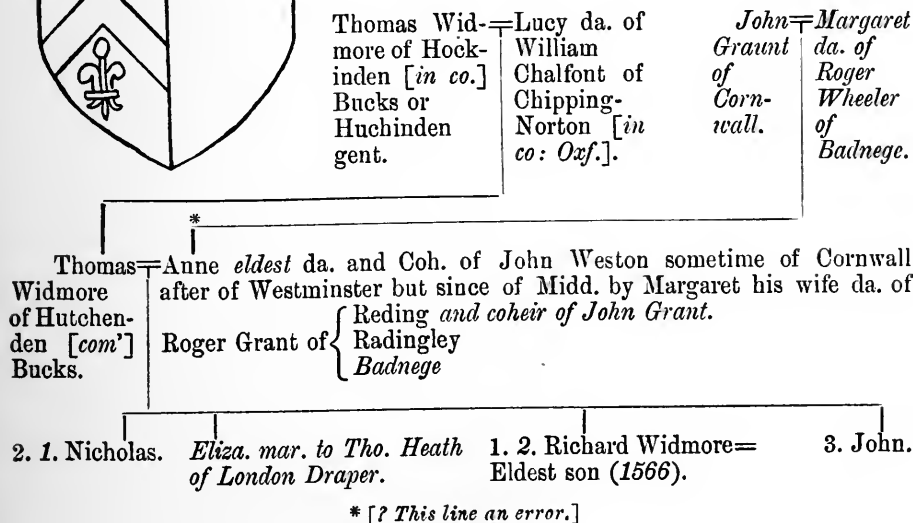 Thomas Wid-
more of Hock-
inden [in co.]
Bucks or
Huchinden
gent.
Lucy da. of
William
Chalfont of
Chipping-
Norton [in
co: Oxf.].
John
Graunt
of
Corn-
wall.
Margaret
da. of
Roger
Wheeler
of
Badnege.
*
Thomas
Widmore
of Hutchen-
den [com']
Bucks.
Anne eldest da. and Coh. of John Weston sometime of Cornwall
after of Westminster but since of Midd. by Margaret his wife da. of
Roger Grant of
Reding and coheir of John Grant.
Radingley
Badnege
2. 1. Nicholas.
Eliza. mar. to Tho. Heath
of London Draper.
1. 2. Richard Widmore=
Eldest son (1566).
3. John.
* [? This line an error.]